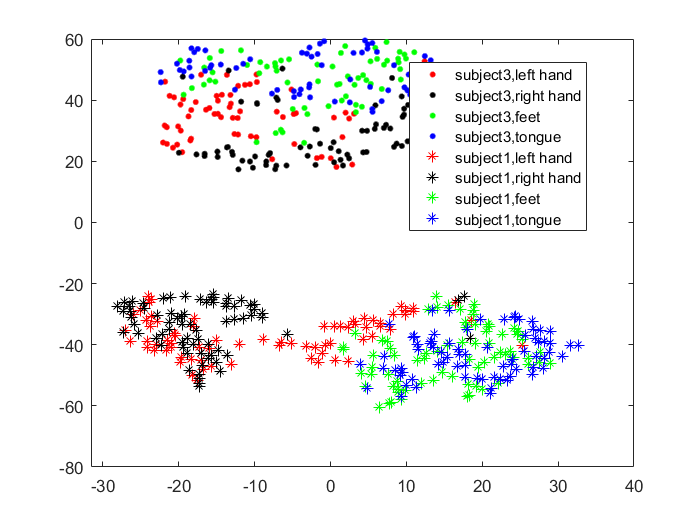 60
40
20
0
-20
-40
-60
-80
-30
-20
-10
0
10
20
30
40
subject3,left hand
subject3,right hand
subject3,feet
subject3,tongue
subject1,left hand
subject1,right hand
subject1,feet
subject1,tongue